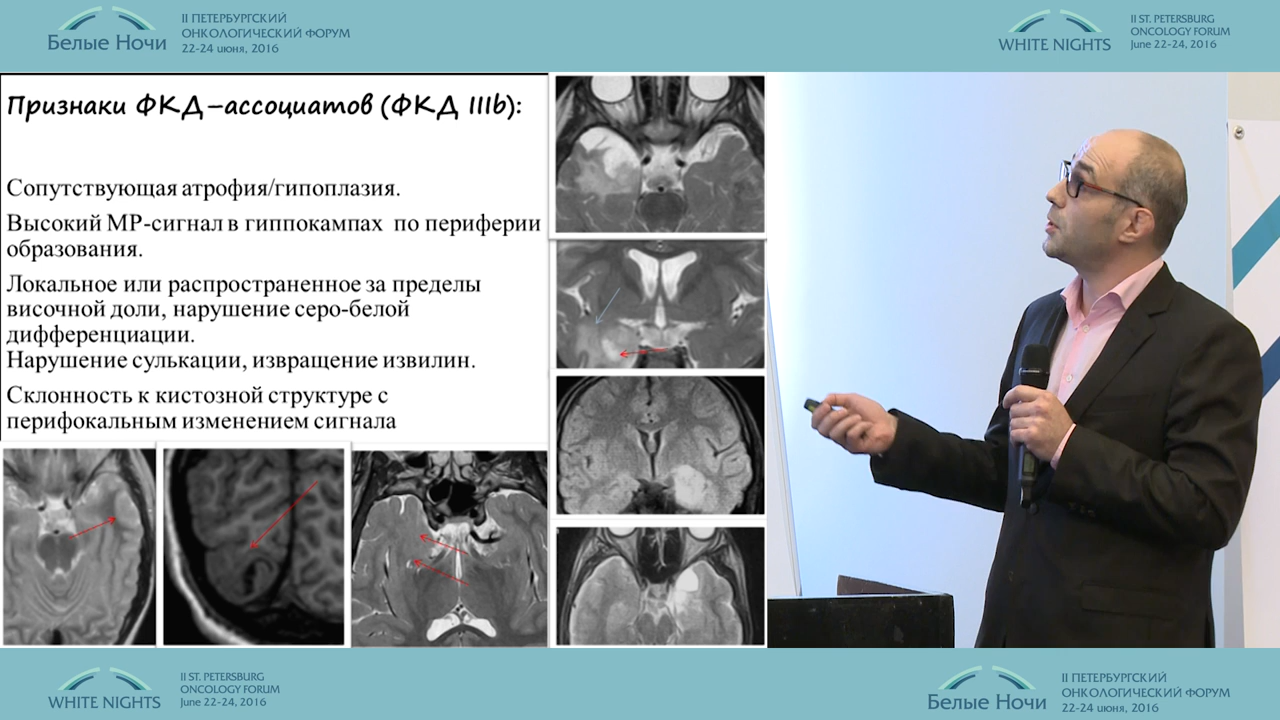 Белые Ночи
II ПЕТЕРБУРГСКИЙ
ОНКОЛОГИЧЕСКИЙ ФОРУМ
22-24 июня, 2016
WHITE NIGHTS
II ST. PETERSBURG
ONCOLOGY FORUM
June 22-24, 2016
Признаки ФКД–ассоциатов (ФКД IIIb):
Сопутствующая атрофия/гипоплазия.
Высокий МР-сигнал в гиппокампах по периферии
образования.
Локальное или распространенное за пределы
височной доли, нарушение серо-белой
дифференциации.
Нарушение сулькации, извращение извилин.
Склонность к кистозной структуре с
перифокальным изменением сигнала
WHITE NIGHTS
II ST. PETERSBURG
ONCOLOGY FORUM
June 22-24, 2016
Белые Ночи
II ПЕТЕРБУРГСКИЙ
ОНКОЛОГИЧЕСКИЙ ФОРУМ
22-24 июня, 2016